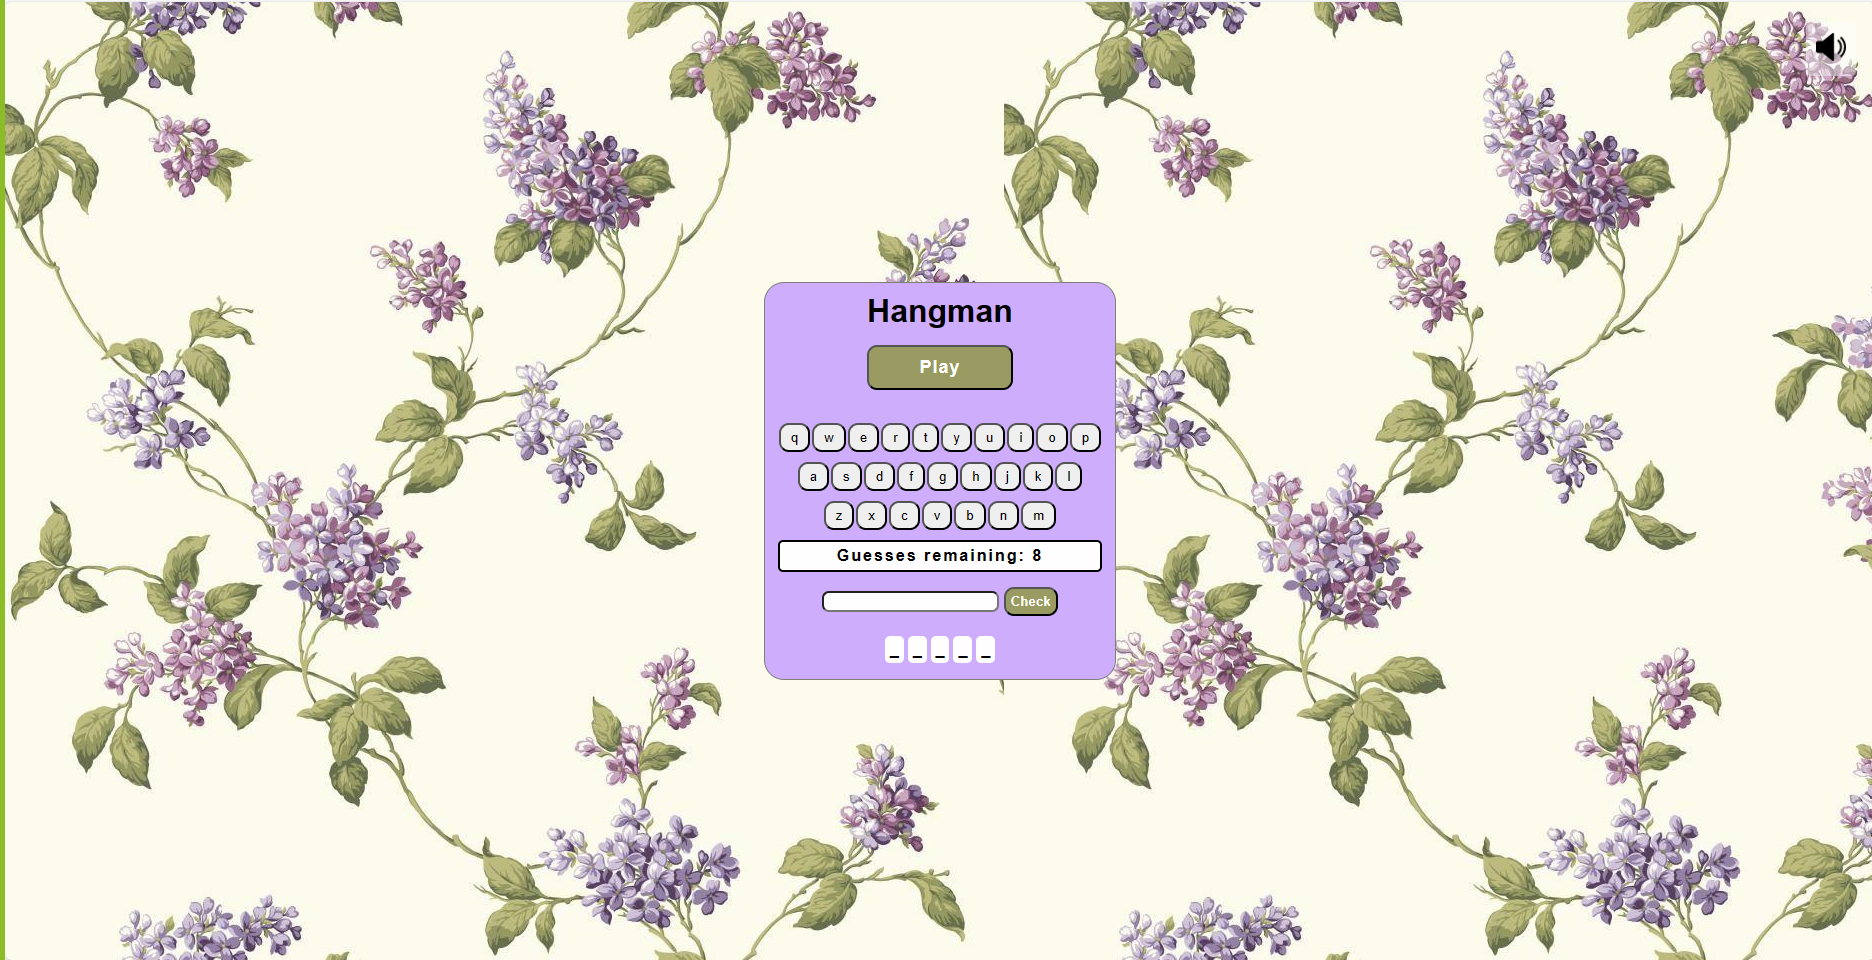 Hangman
Play
q w e r t y u i o p
a s d f g h j k l
z x c v b n m
Guesses remaining: 8
Check
_ _ _ _ _